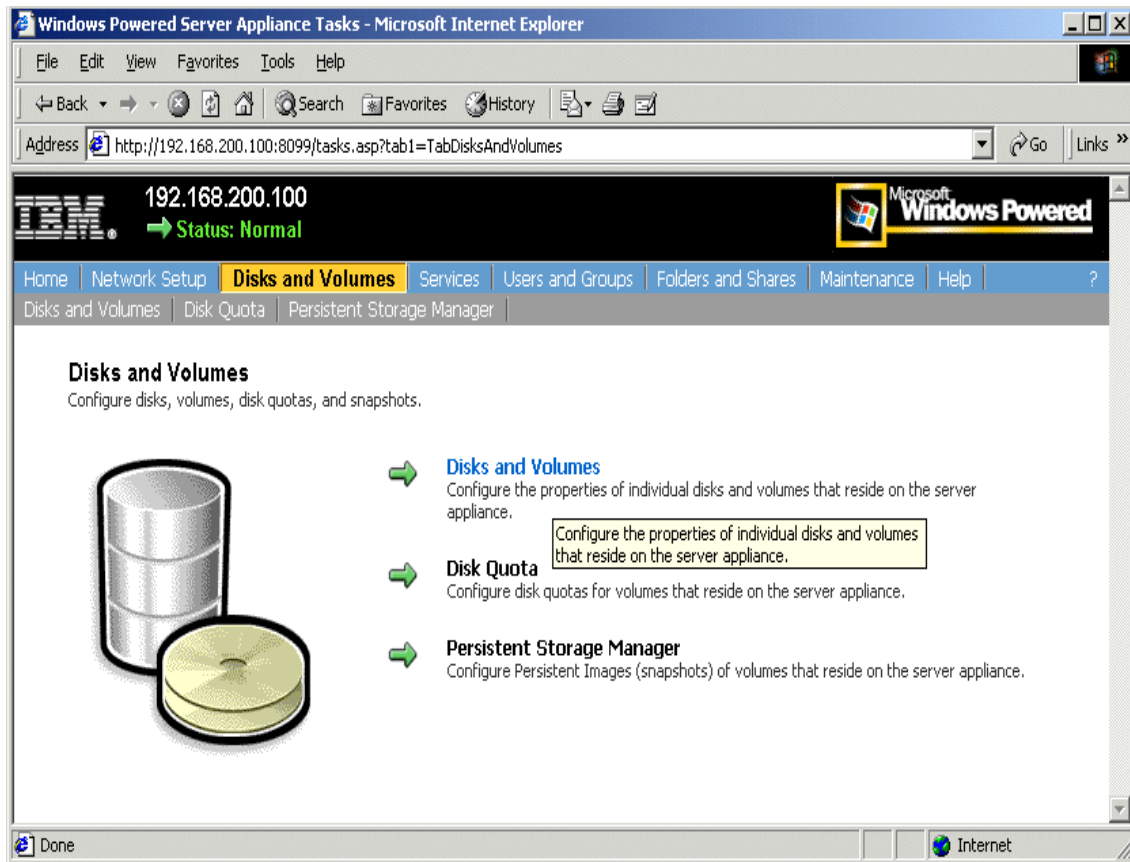 Windows Powered Server Appliance Tasks - Microsoft Internet Explorer
File Edit View Favorites Tools Help
Back Search Favorites History
Address http://192.168.200.100:8099/tasks.asp?tab1=TabDisksAndVolumes Go Links »
IBM® 192.168.200.100
Status: Normal
Microsoft
Windows Powered
Home Network Setup Disks and Volumes Services Users and Groups Folders and Shares Maintenance Help ?
Disks and Volumes Disk Quota Persistent Storage Manager
Disks and Volumes
Configure disks, volumes, disk quotas, and snapshots.
Disks and Volumes
Configure the properties of individual disks and volumes that reside on the server
appliance.
Configure the properties of individual disks and volumes
that reside on the server appliance.
Disk Quota
Configure disk quotas for volumes that reside on the server appliance.
Persistent Storage Manager
Configure Persistent Images (snapshots) of volumes that reside on the server appliance.
Done Internet